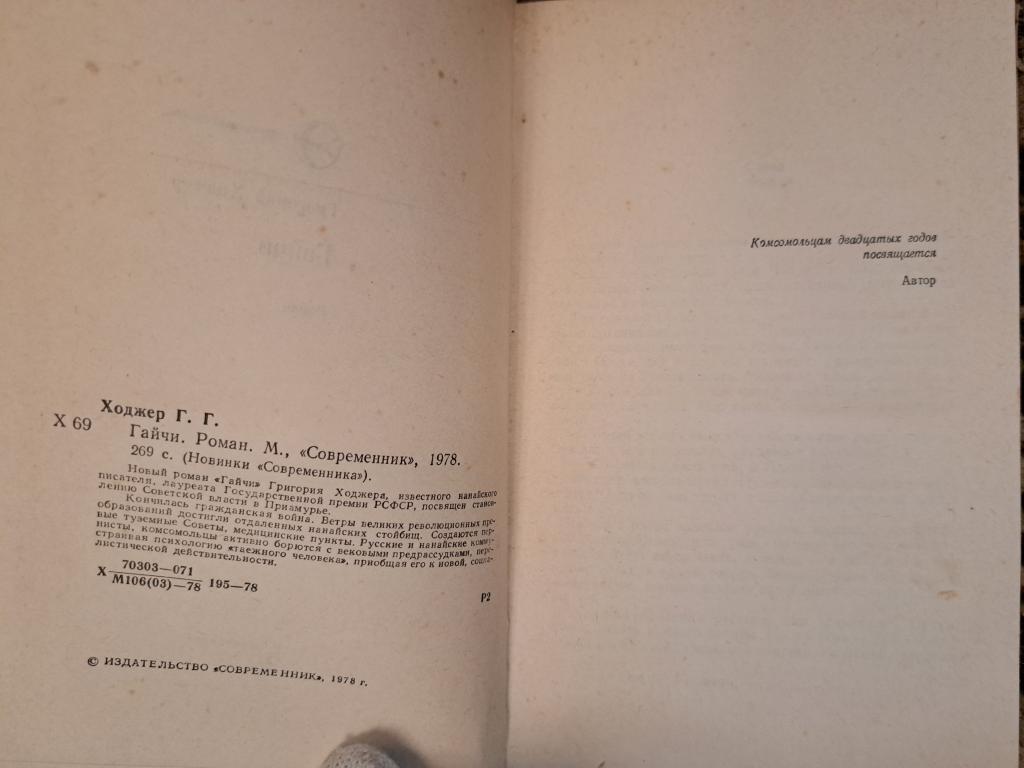 Ходжер Г. Г.
Х 69
Гайчи. Роман. М., «Современник», 1978.
269 с. (Новинки «Современника»).
Новый роман «Гайчи» Григория Ходжера, известного нанайского
писателя, лауреата Государственной премии РСФСР, посвящен станов-
лению Советской власти в Приамурье.
Кончилась гражданская война. Ветры великих революционных пре-
образований достигли отдаленных нанайских стойбищ. Создаются пер-
вые туземные Советы, медицинские пункты. Русские и нанайские комму-
нисты, комсомольцы активно борются с вековыми предрассудками, пере-
страивая психологию «таежного человека», приобщая его к новой, социа-
листической действительности.
Х 70303—071
М106(03)—78 195—78
Р2
© ИЗДАТЕЛЬСТВО «СОВРЕМЕННИК», 1978 г.
Комсомольцам двадцатых годов
посвящается
Автор